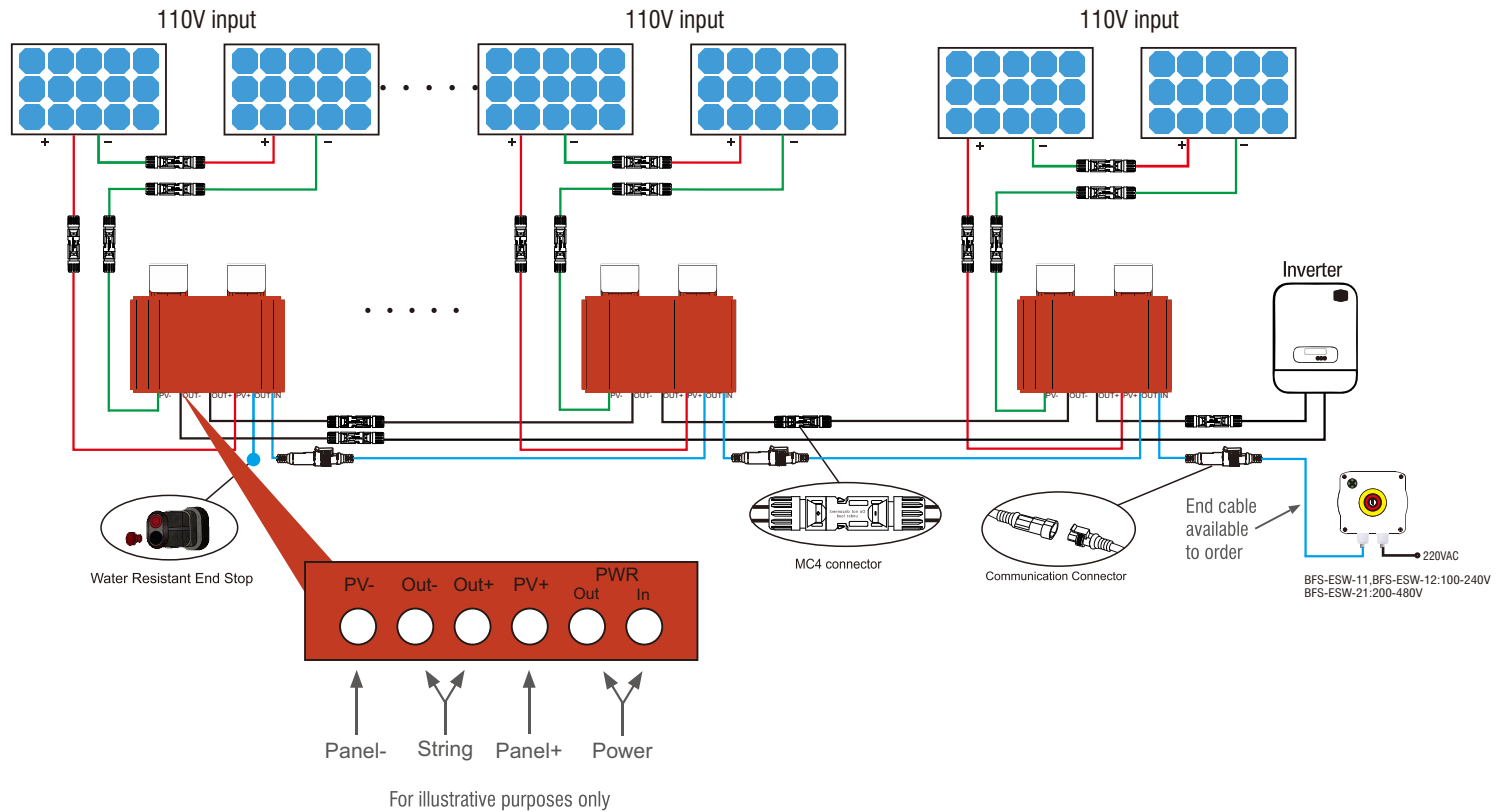 110V input
110V input
110V input
+
–
+
–
+
–
+
–
+
–
+
–
Inverter
PV- OUT- OUT+ PV+ OUT IN
PV- OUT- OUT+ PV+ OUT IN
PV- OUT- OUT+ PV+ OUT IN
Water Resistant End Stop
MC4 connector
Communication Connector
End cable
available
to order
220VAC
BFS-ESW-11,BFS-ESW-12:100-240V
BFS-ESW-21:200-480V
PV- Out- Out+ PV+ PWR
Out In
Panel- String Panel+ Power
For illustrative purposes only